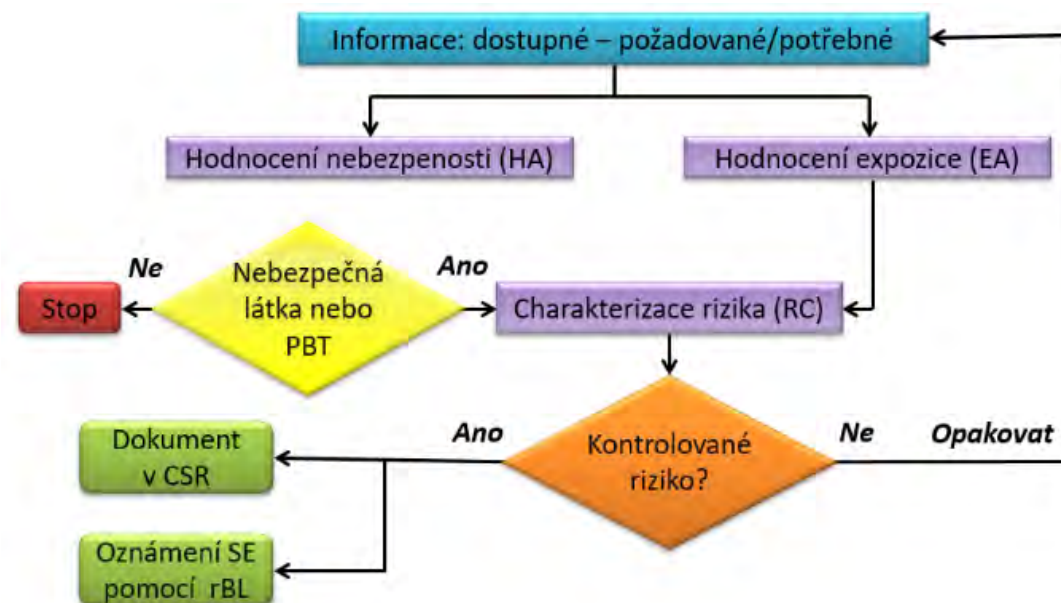 Informace: dostupné – požadované/potřebné
Hodnocení nebezpenosti (HA)
Hodnocení expozice (EA)
Ne
Nebezpečná
látka nebo
PBT
Ano
Stop
Charakterizace rizika (RC)
Dokument
v CSR
Ano
Kontrolované
riziko?
Ne
Opakovat
Oznámení SE
pomocí rBL